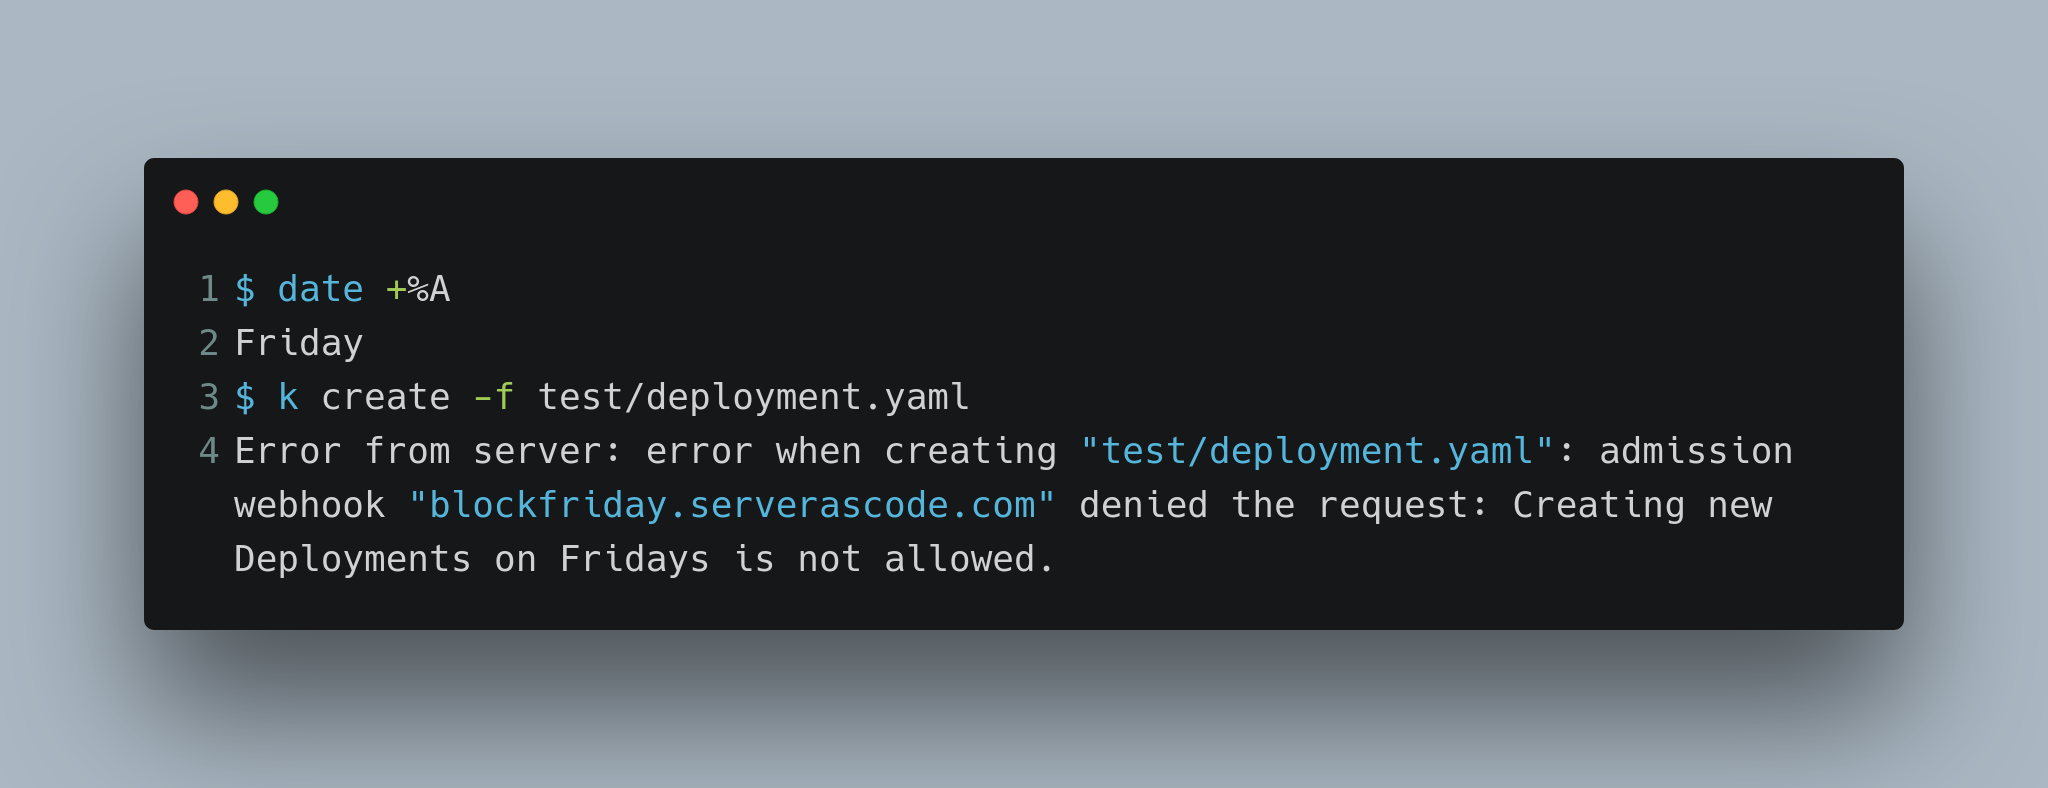 1 $ date +%A
2 Friday
3 $ k create -f test/deployment.yaml
4 Error from server: error when creating "test/deployment.yaml": admission
webhook "blockfriday.serverascode.com" denied the request: Creating new
Deployments on Fridays is not allowed.